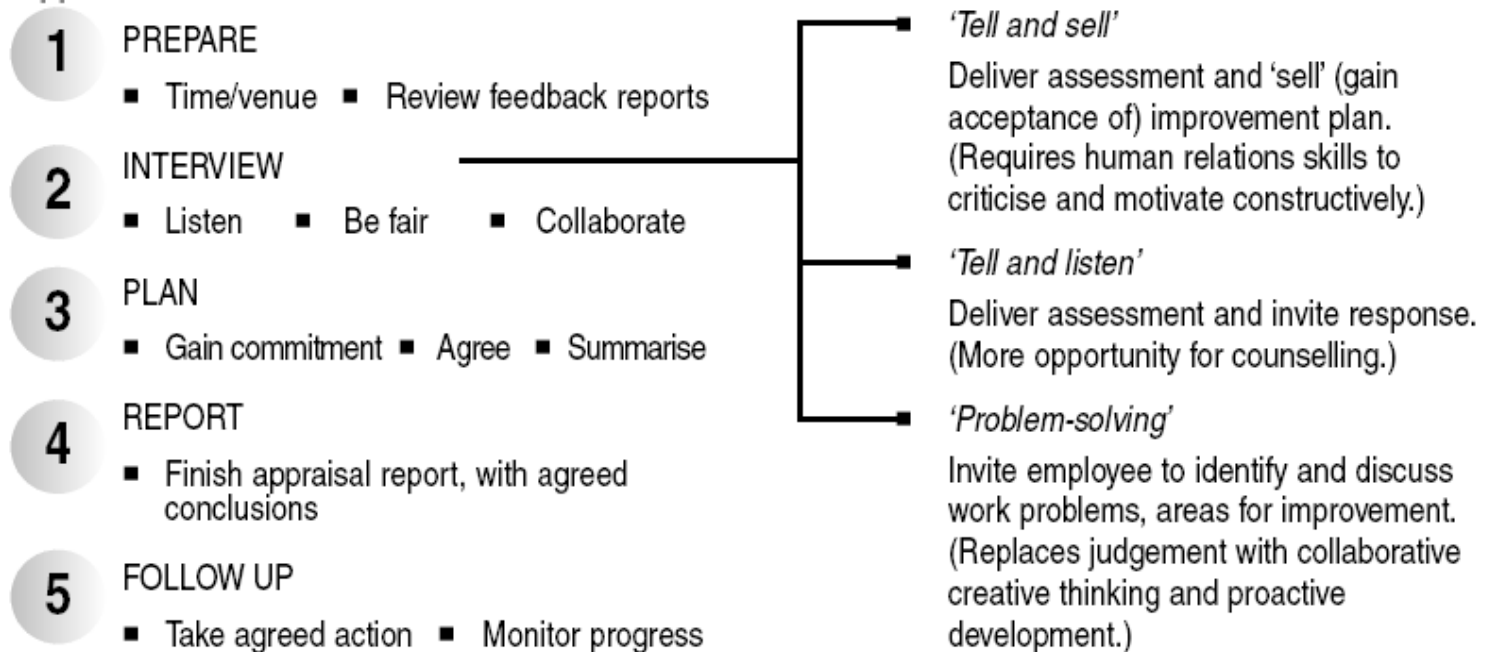 1
PREPARE
■ Time/venue ■ Review feedback reports
2
INTERVIEW
■ Listen ■ Be fair ■ Collaborate
3
PLAN
■ Gain commitment ■ Agree ■ Summarise
4
REPORT
■ Finish appraisal report, with agreed
conclusions
5
FOLLOW UP
■ Take agreed action ■ Monitor progress
■ ‘Tell and sell’
Deliver assessment and ‘sell’ (gain
acceptance of) improvement plan.
(Requires human relations skills to
criticise and motivate constructively.)
■ ‘Tell and listen’
Deliver assessment and invite response.
(More opportunity for counselling.)
■ ‘Problem-solving’
Invite employee to identify and discuss
work problems, areas for improvement.
(Replaces judgement with collaborative
creative thinking and proactive
development.)